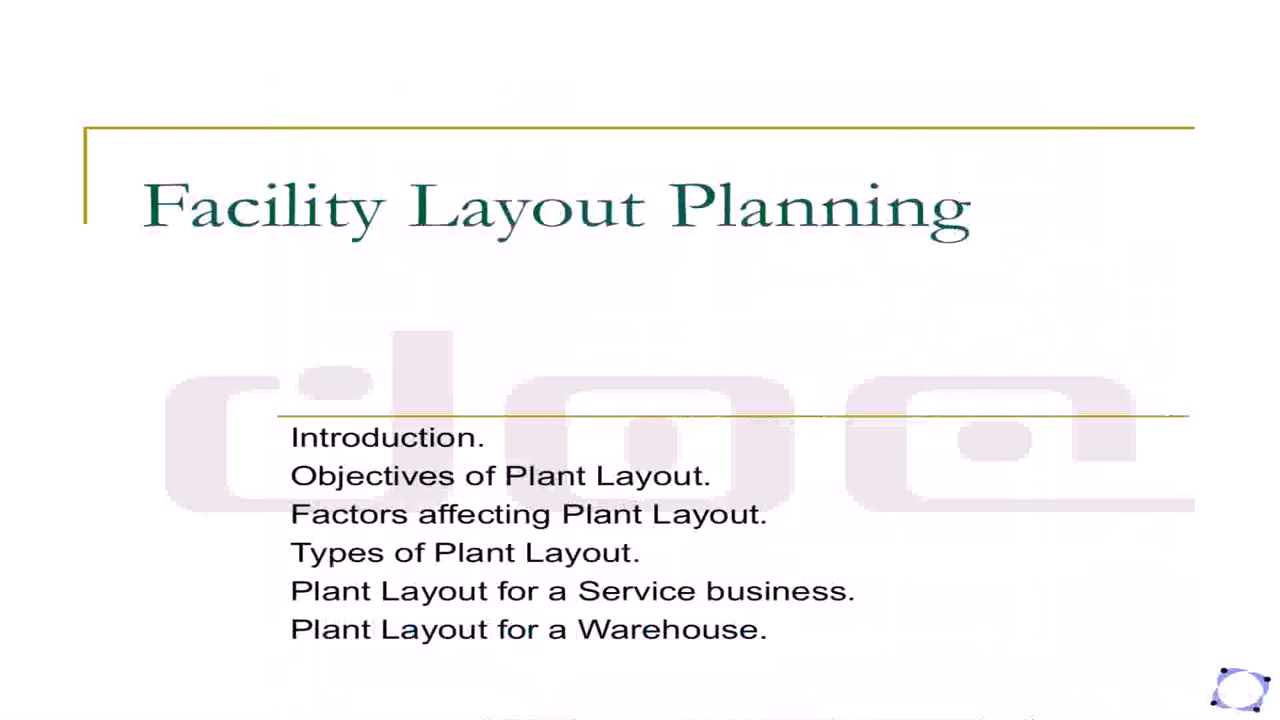 Facility Layout Planning
doe
Introduction.
Objectives of Plant Layout.
Factors affecting Plant Layout.
Types of Plant Layout.
Plant Layout for a Service business.
Plant Layout for a Warehouse.